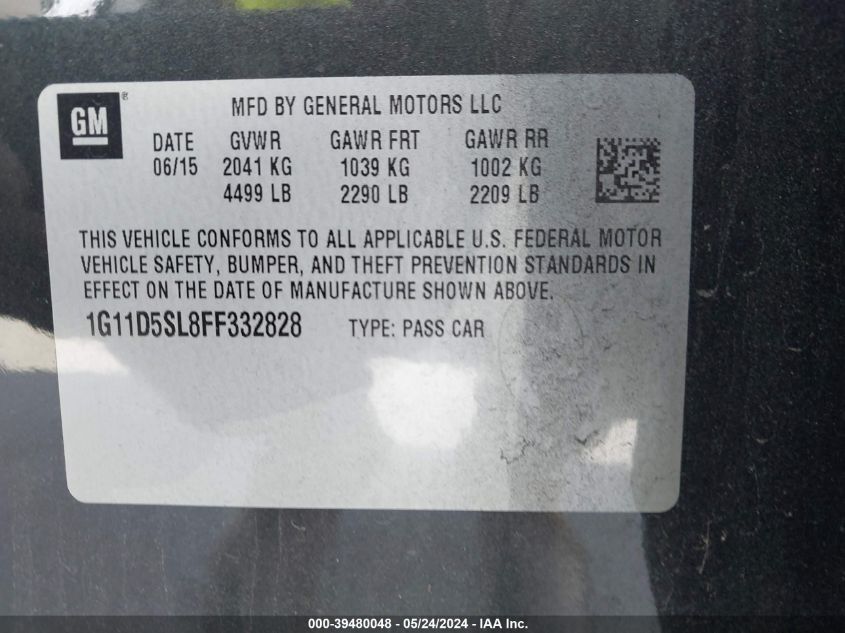 GM ®
MFD BY GENERAL MOTORS LLC
DATE GVWR GAWR FRT GAWR RR
06/15 2041 KG 1039 KG 1002 KG
4499 LB 2290 LB 2209 LB
THIS VEHICLE CONFORMS TO ALL APPLICABLE U.S. FEDERAL MOTOR
VEHICLE SAFETY, BUMPER, AND THEFT PREVENTION STANDARDS IN
EFFECT ON THE DATE OF MANUFACTURE SHOWN ABOVE.
1G11D5SL8FF332828 TYPE: PASS CAR
000-39480048 - 05/24/2024 - IAA Inc.